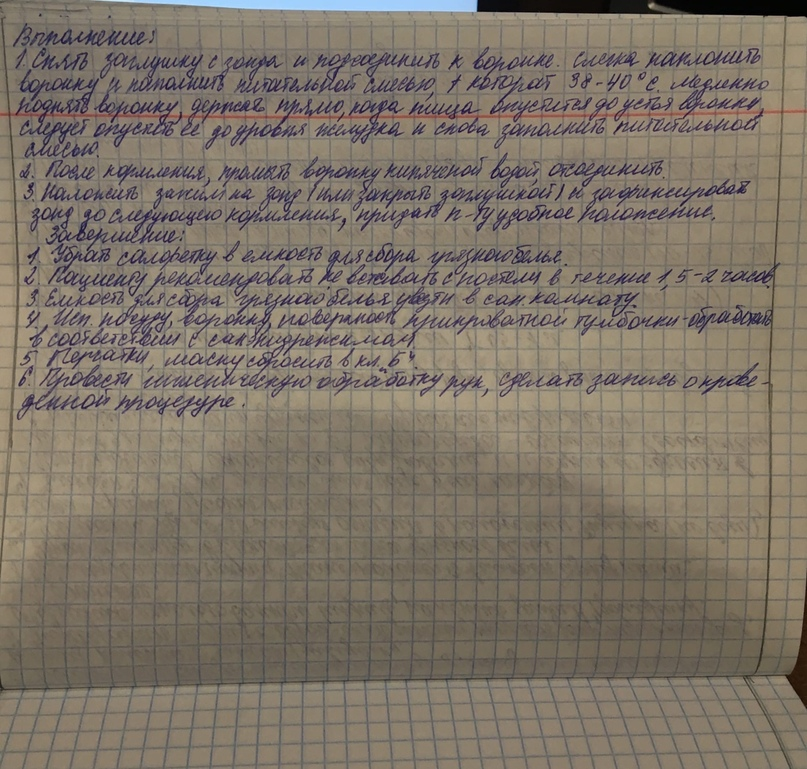 Выполнение:
1. Снять заглушку с зонда и подсоединить к воронке. Слегка наклонить
воронку и наполнить питательной смесью, t которой 38-40°С. Медленно
поднять воронку, держать прямо, когда пища опустится до устья воронки,
следует опустить её до уровня желудка и снова заполнить питательной
смесью.
2. После кормления, промыть воронку кипяченой водой, отсоединить.
3. Наложить зажим на зонд (или закрыть заглушкой) и зафиксировать
зонд до следующего кормления, придать п-ту удобное положение.
Завершение:
1. Убрать салфетку в емкость для сбора грязного белья.
2. Пациенту рекомендовать не вставать с постели в течение 1,5-2 часов,
3. Емкость для сбора грязного белья увезти в сан. комнату.
4. Исп. посуду, воронку, поверхность прикроватной тумбочки-обработать
в соответствии с санэпидрежимом
5. Перчатки, маску сбросить в кл. "Б".
6. Провести гигиеническую обработку рук, сделать запись о прове-
денной процедуре.